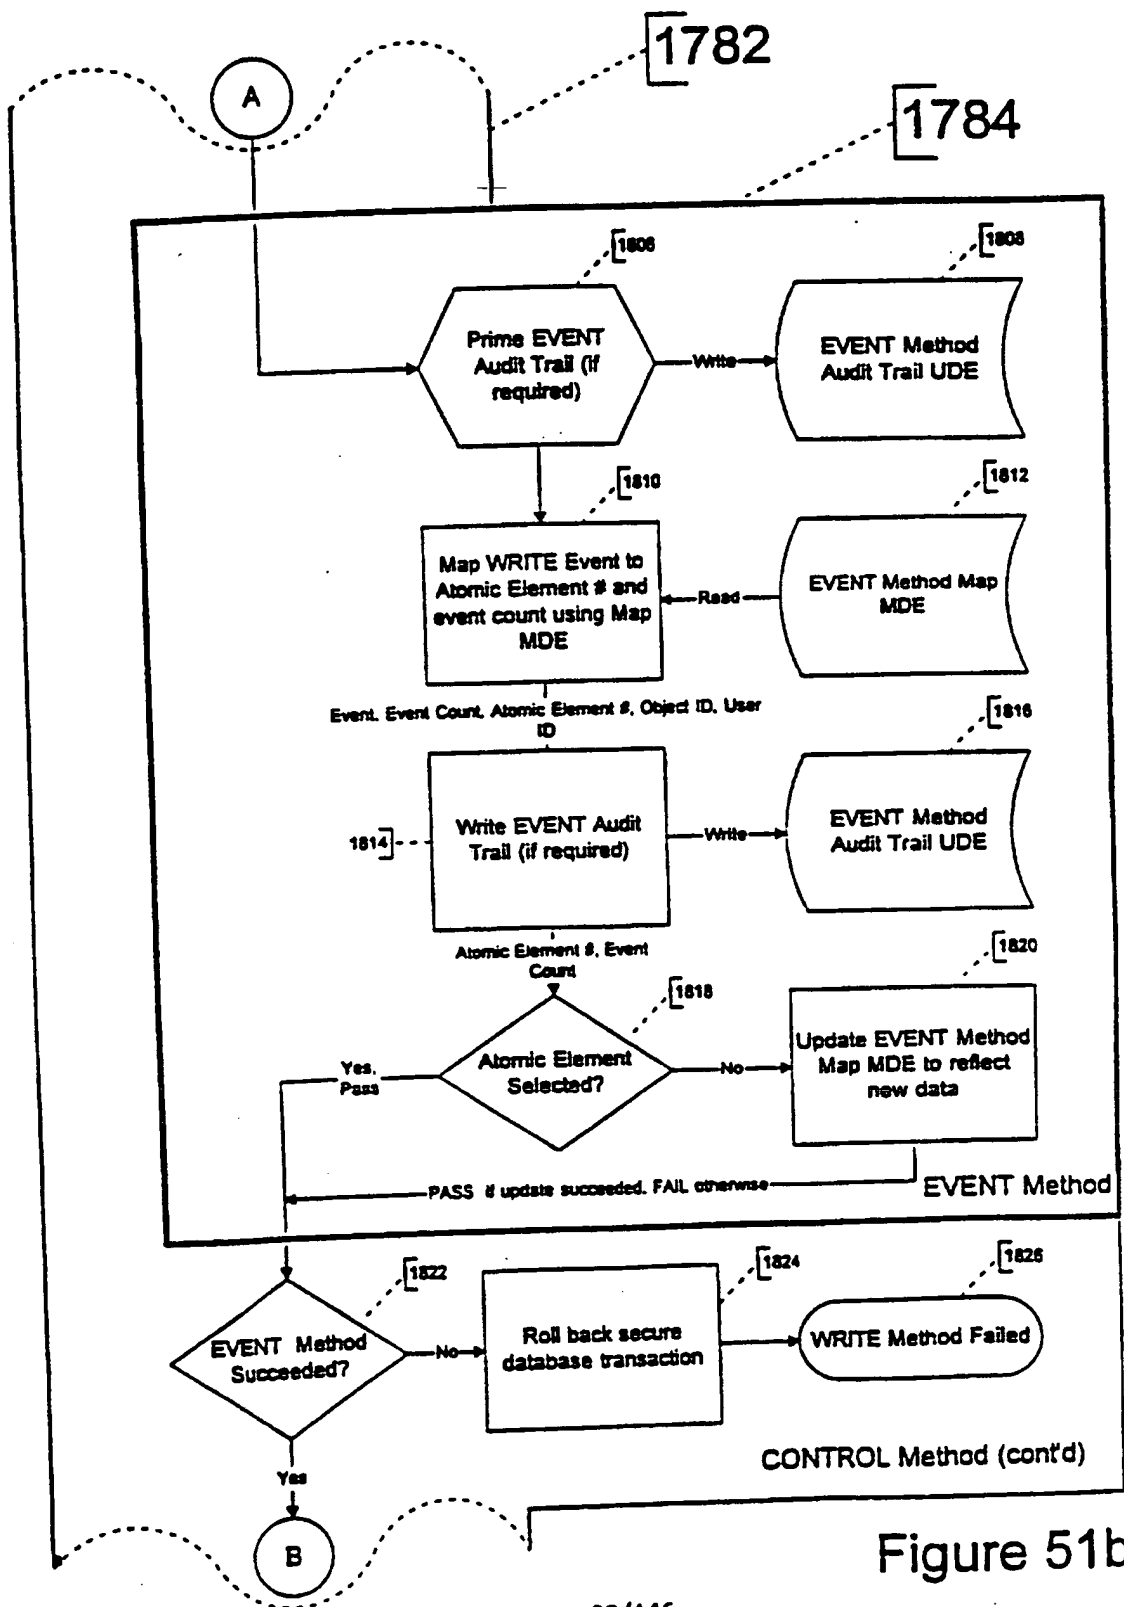 1782
A
1784
1806
1808
Prime EVENT
Audit Trail (if
required)
Write
EVENT Method
Audit Trail UDE
1810
1812
Map WRITE Event to
Atomic Element # and
event count using Map
MDE
Read
EVENT Method Map
MDE
Event, Event Count, Atomic Element #, Object ID, User
ID
1816
1814
Write EVENT Audit
Trail (if required)
Write
EVENT Method
Audit Trail UDE
Atomic Element #, Event
Count
1818
1820
Yes,
Pass
Atomic Element
Selected?
No
Update EVENT Method
Map MDE to reflect
new data
PASS if update succeeded, FAIL otherwise
EVENT Method
1822
1824
1826
EVENT Method
Succeeded?
No
Roll back secure
database transaction
WRITE Method Failed
CONTROL Method (cont'd)
Yes
B
Figure 51b